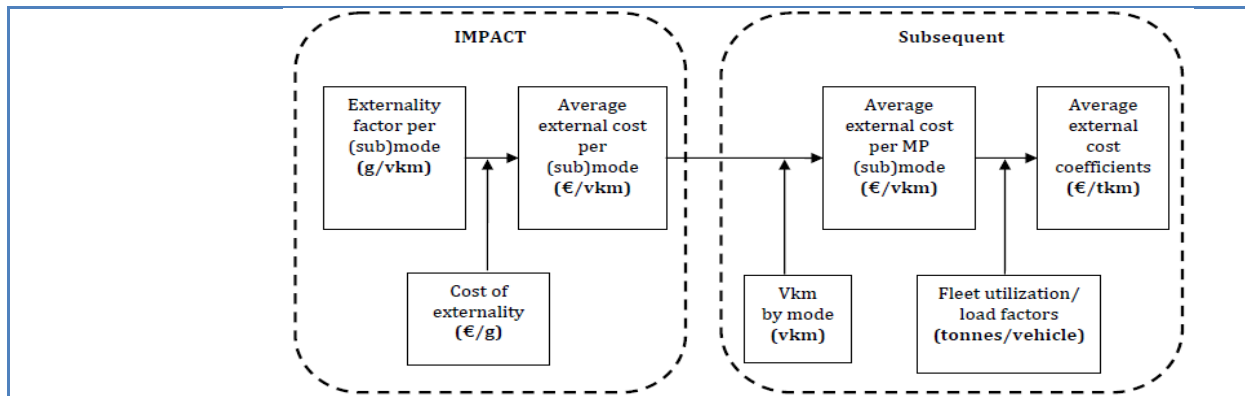 IMPACT
Externality
factor per
(sub)mode
(g/vkm)
Average
external cost
per
(sub)mode
(€/vkm)
Cost of
externality
(€/g)
Subsequent
Average
external cost
per MP
(sub)mode
(€/vkm)
Average
external
cost
coefficients
(€/tkm)
Vkm
by mode
(vkm)
Fleet utilization/
load factors
(tonnes/vehicle)